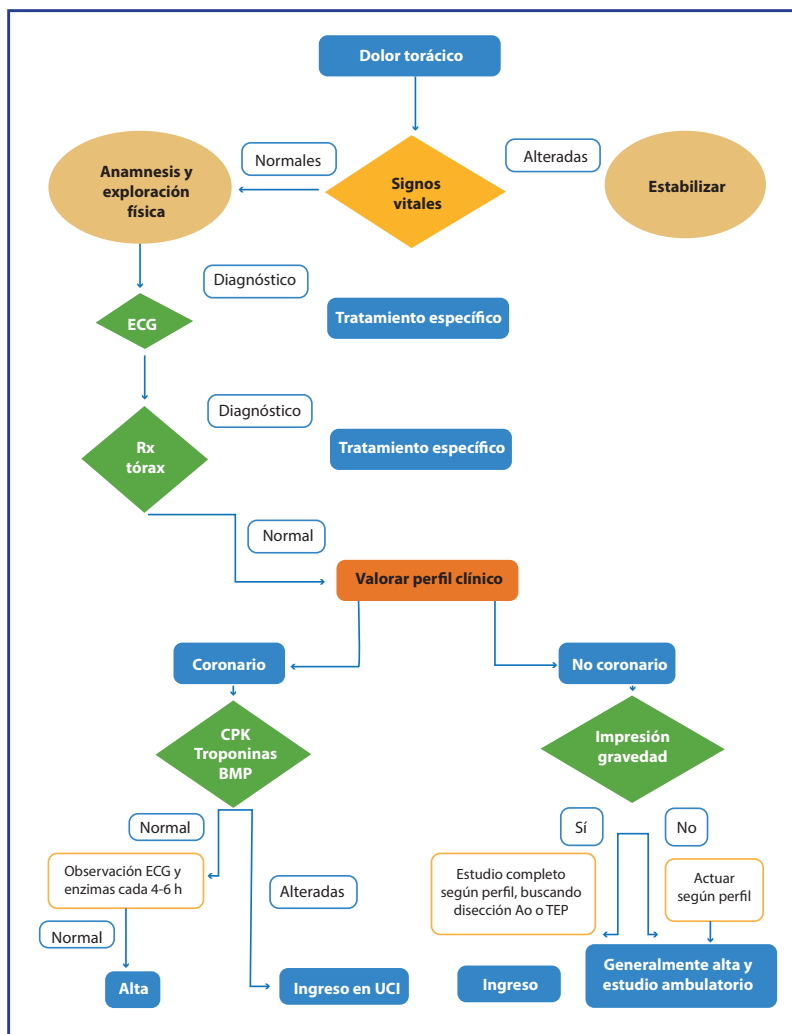 Dolor torácico
Normales
Alteradas
Anamnesis y
exploración
física
Signos
vitales
Estabilizar
Diagnóstico
ECG
Tratamiento específico
Diagnóstico
Rx
tórax
Tratamiento específico
Normal
Valorar perfil clínico
Coronario
No coronario
CPK
Troponinas
BMP
Impresión
gravedad
Normal
Sí
No
Observación ECG y
enzimas cada 4-6 h
Alteradas
Estudio completo
según perfil, buscando
disección Ao o TEP
Actuar
según perfil
Normal
Alta
Ingreso en UCI
Ingreso
Generalmente alta y
estudio ambulatorio